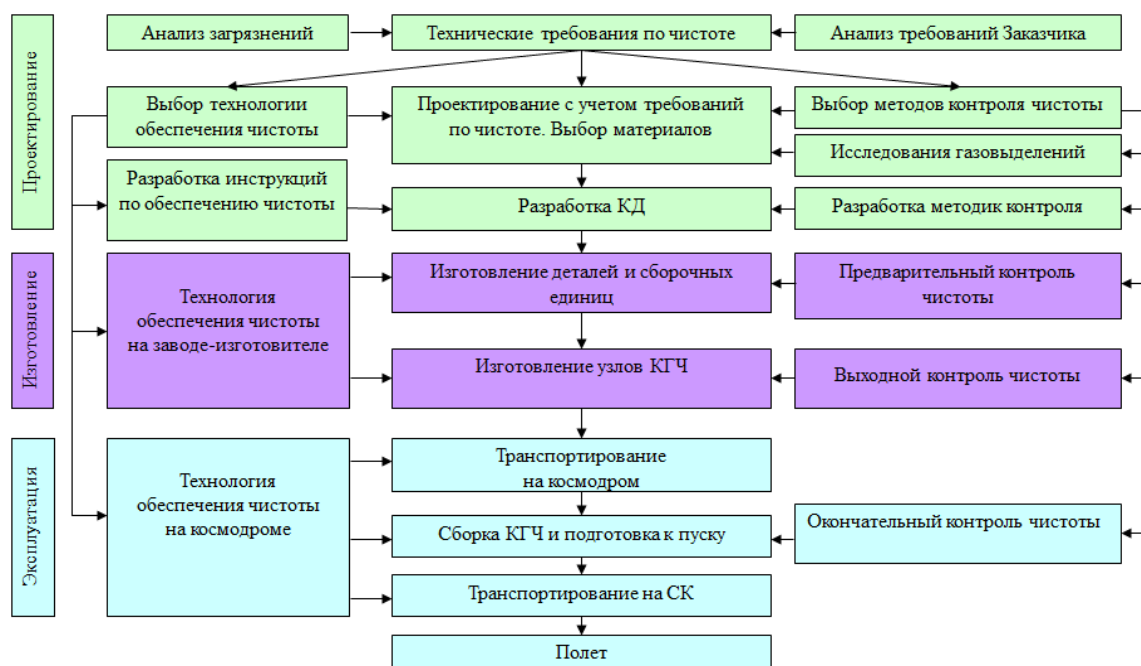 Проектирование
Анализ загрязнений
Технические требования по чистоте
Анализ требований Заказчика
Выбор технологии
обеспечения чистоты
Проектирование с учетом требований
по чистоте. Выбор материалов
Выбор методов контроля чистоты
Исследования газовыделений
Разработка инструкций
по обеспечению чистоты
Разработка КД
Разработка методик контроля
Изготовление
Технология
обеспечения чистоты
на заводе-изготовителе
Изготовление деталей и сборочных
единиц
Предварительный контроль
чистоты
Изготовление узлов КГЧ
Выходной контроль чистоты
Эксплуатация
Технология
обеспечения чистоты
на космодроме
Транспортирование
на космодром
Сборка КГЧ и подготовка к пуску
Окончательный контроль чистоты
Транспортирование на СК
Полет